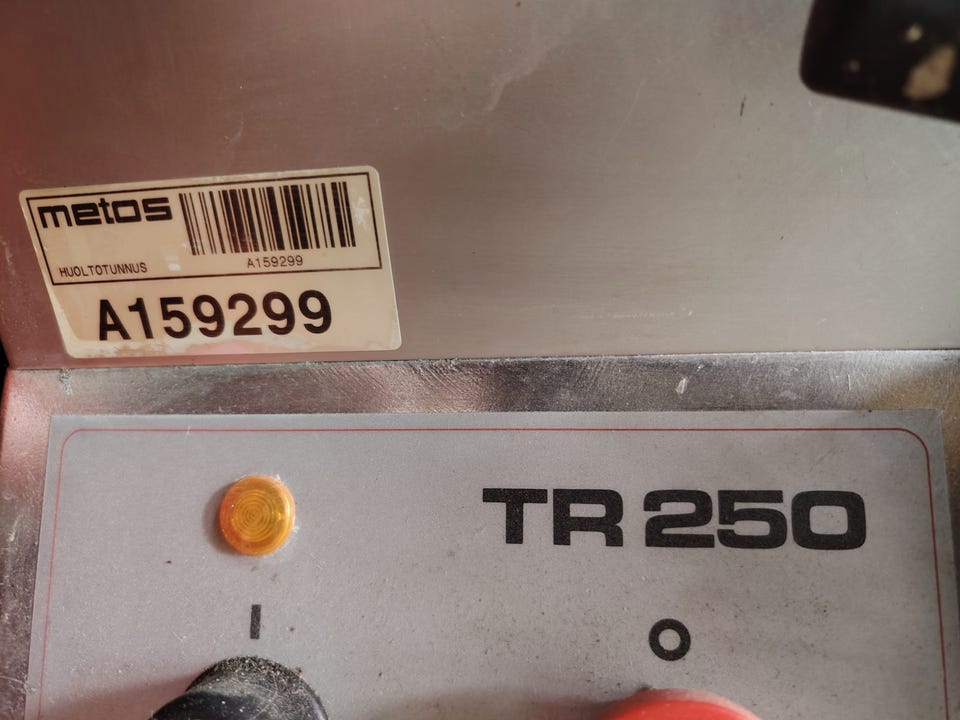 metos
HUOLTOTUNNUS
A159299
A159299
TR 250
I
O